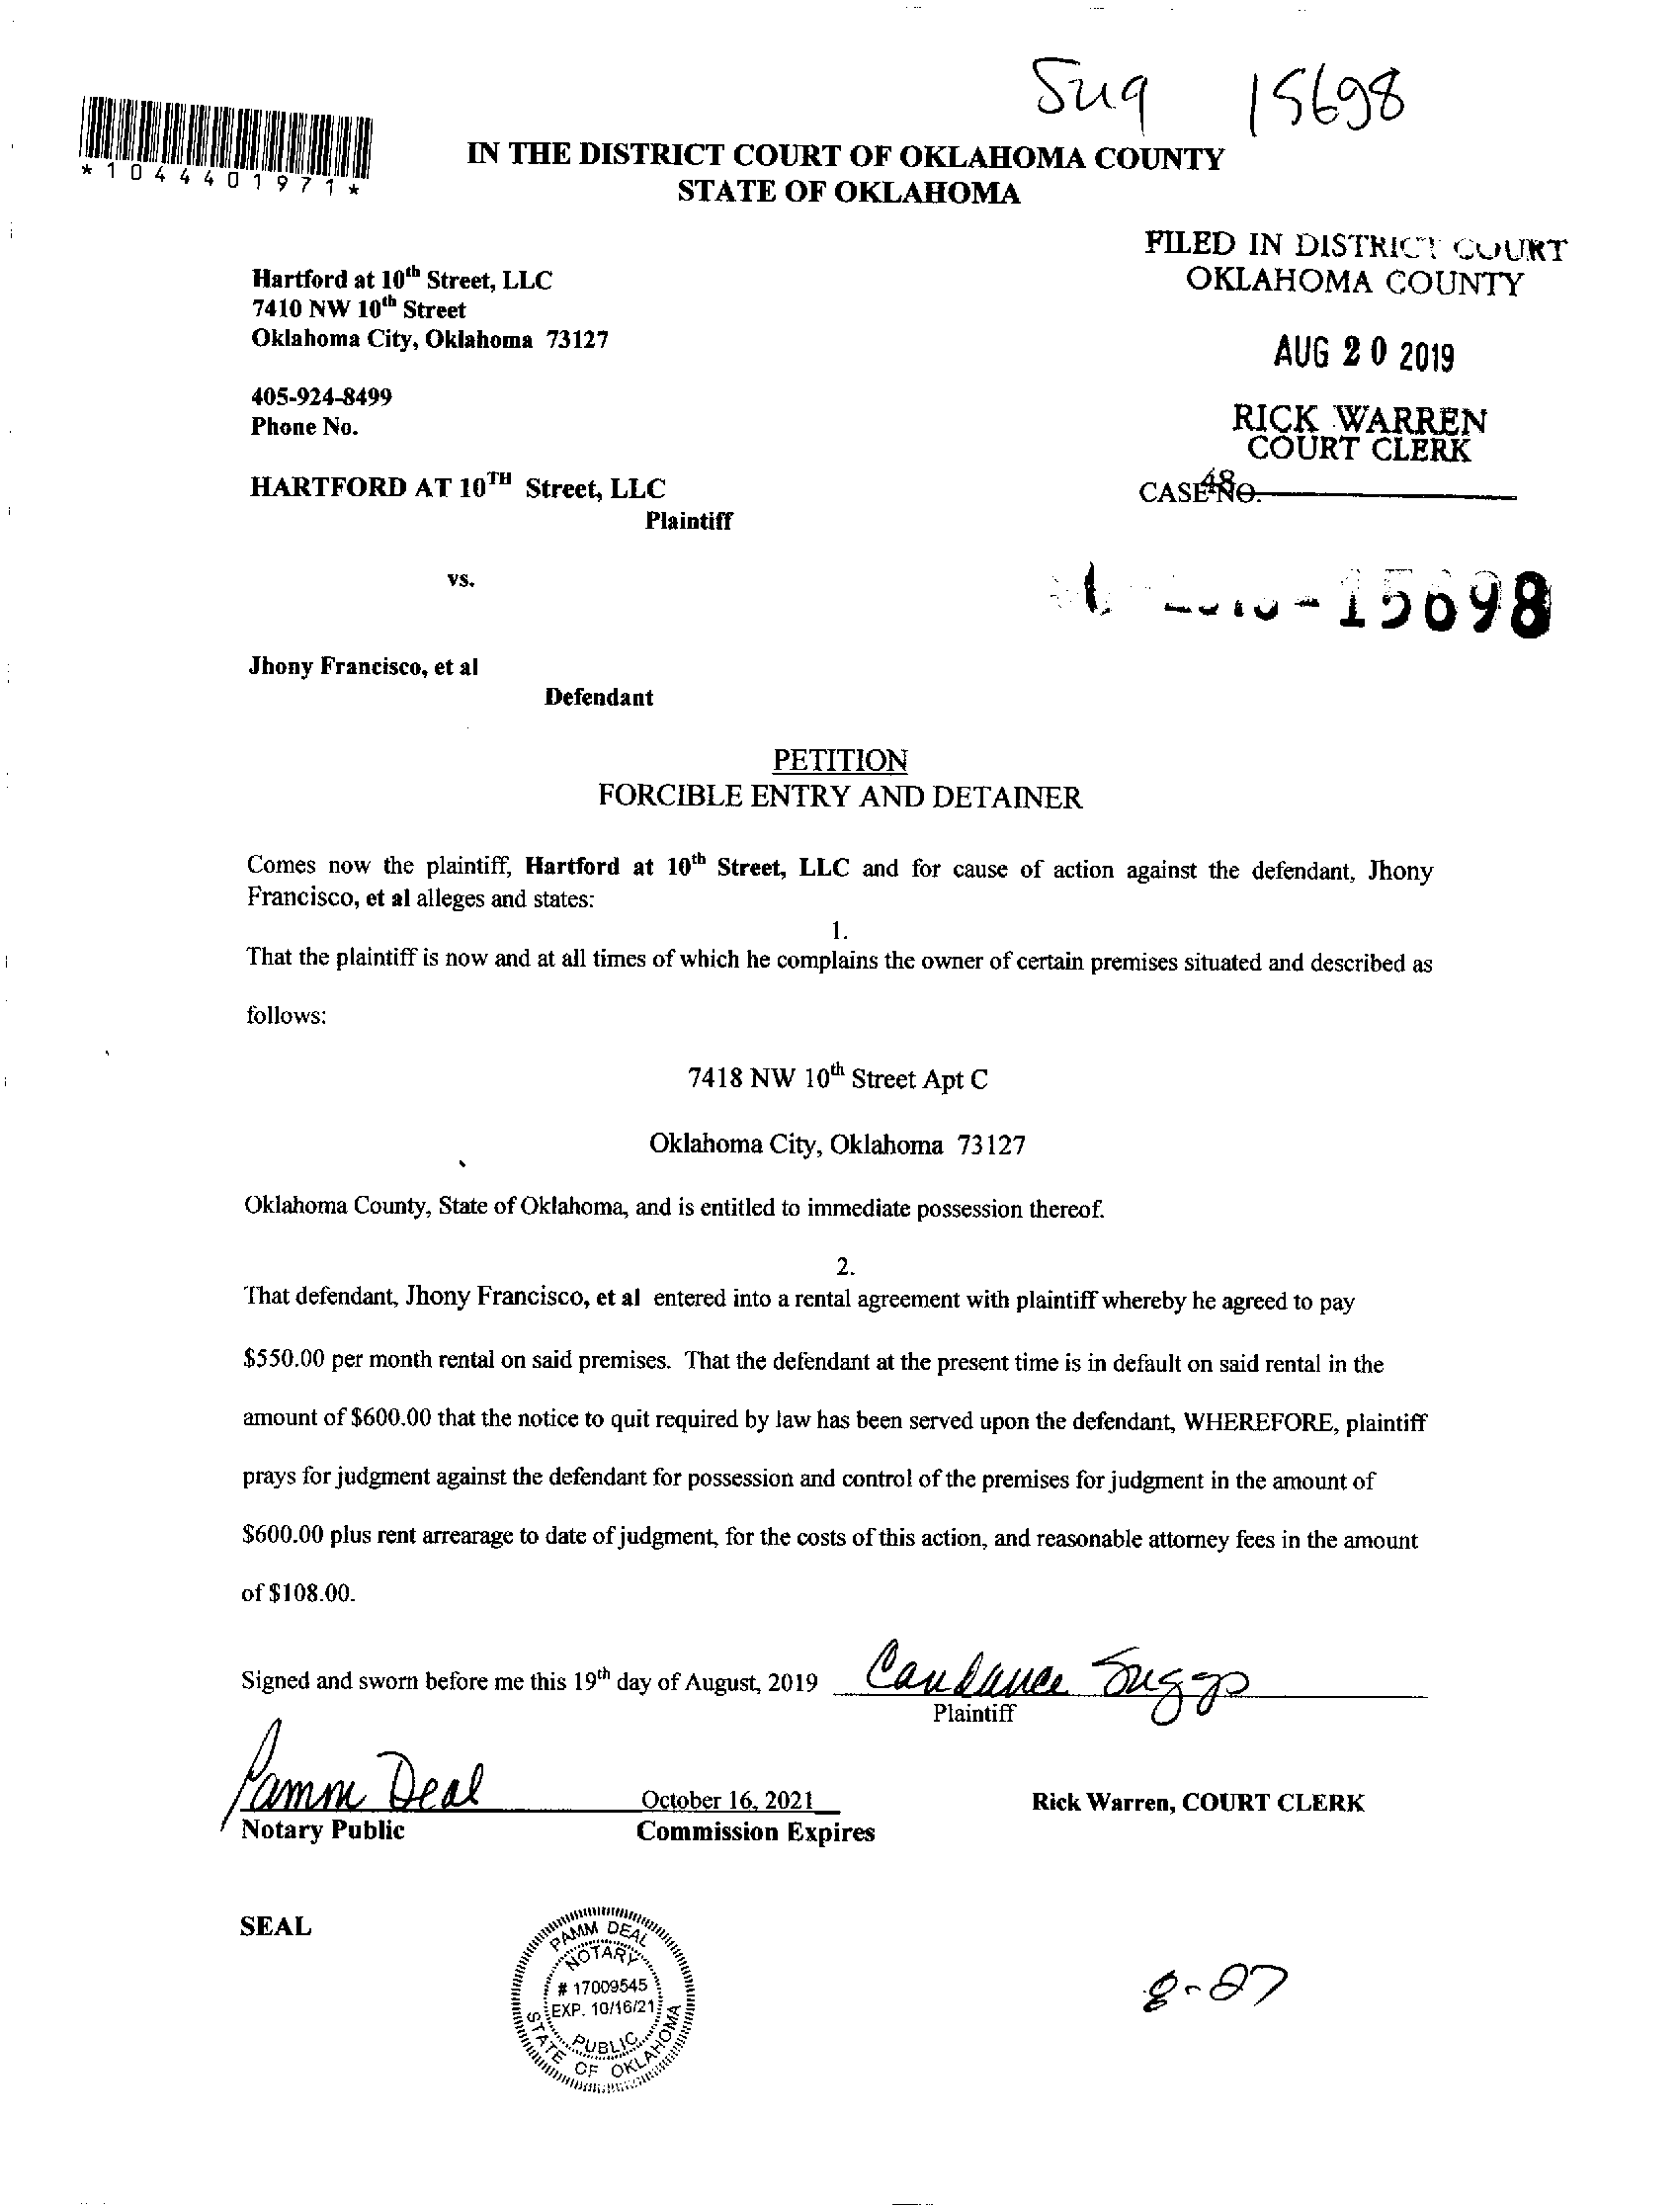 Sug 15698
*1044401971*
IN THE DISTRICT COURT OF OKLAHOMA COUNTY
STATE OF OKLAHOMA
FILED IN DISTRICT COURT
OKLAHOMA COUNTY
Hartford at 10th Street, LLC
7410 NW 10th Street
Oklahoma City, Oklahoma 73127
AUG 20 2019
405-924-8499
Phone No.
RICK WARREN
COURT CLERK
48
CASE NO.
HARTFORD AT 10TH Street, LLC
Plaintiff
vs.
-15698
Jhony Francisco, et al
Defendant
PETITION
FORCIBLE ENTRY AND DETAINER
Comes now the plaintiff, Hartford at 10th Street, LLC and for cause of action against the defendant, Jhony
Francisco, et al alleges and states:
1.
That the plaintiff is now and at all times of which he complains the owner of certain premises situated and described as
follows:
7418 NW 10th Street Apt C
Oklahoma City, Oklahoma 73127
Oklahoma County, State of Oklahoma, and is entitled to immediate possession thereof.
2.
That defendant, Jhony Francisco, et al entered into a rental agreement with plaintiff whereby he agreed to pay
$550.00 per month rental on said premises. That the defendant at the present time is in default on said rental in the
amount of $600.00 that the notice to quit required by law has been served upon the defendant, WHEREFORE, plaintiff
prays for judgment against the defendant for possession and control of the premises for judgment in the amount of
$600.00 plus rent arrearage to date of judgment, for the costs of this action, and reasonable attorney fees in the amount
of $108.00.
Signed and sworn before me this 19th day of August, 2019 Candance Suggs
Plaintiff
Pamm Deal
October 16, 2021
Rick Warren, COURT CLERK
Notary Public
Commission Expires
SEAL
PAMM DEAL
NOTARY
# 17009545
EXP. 10/16/21
PUBLIC
STATE OF OKLAHOMA
8-27